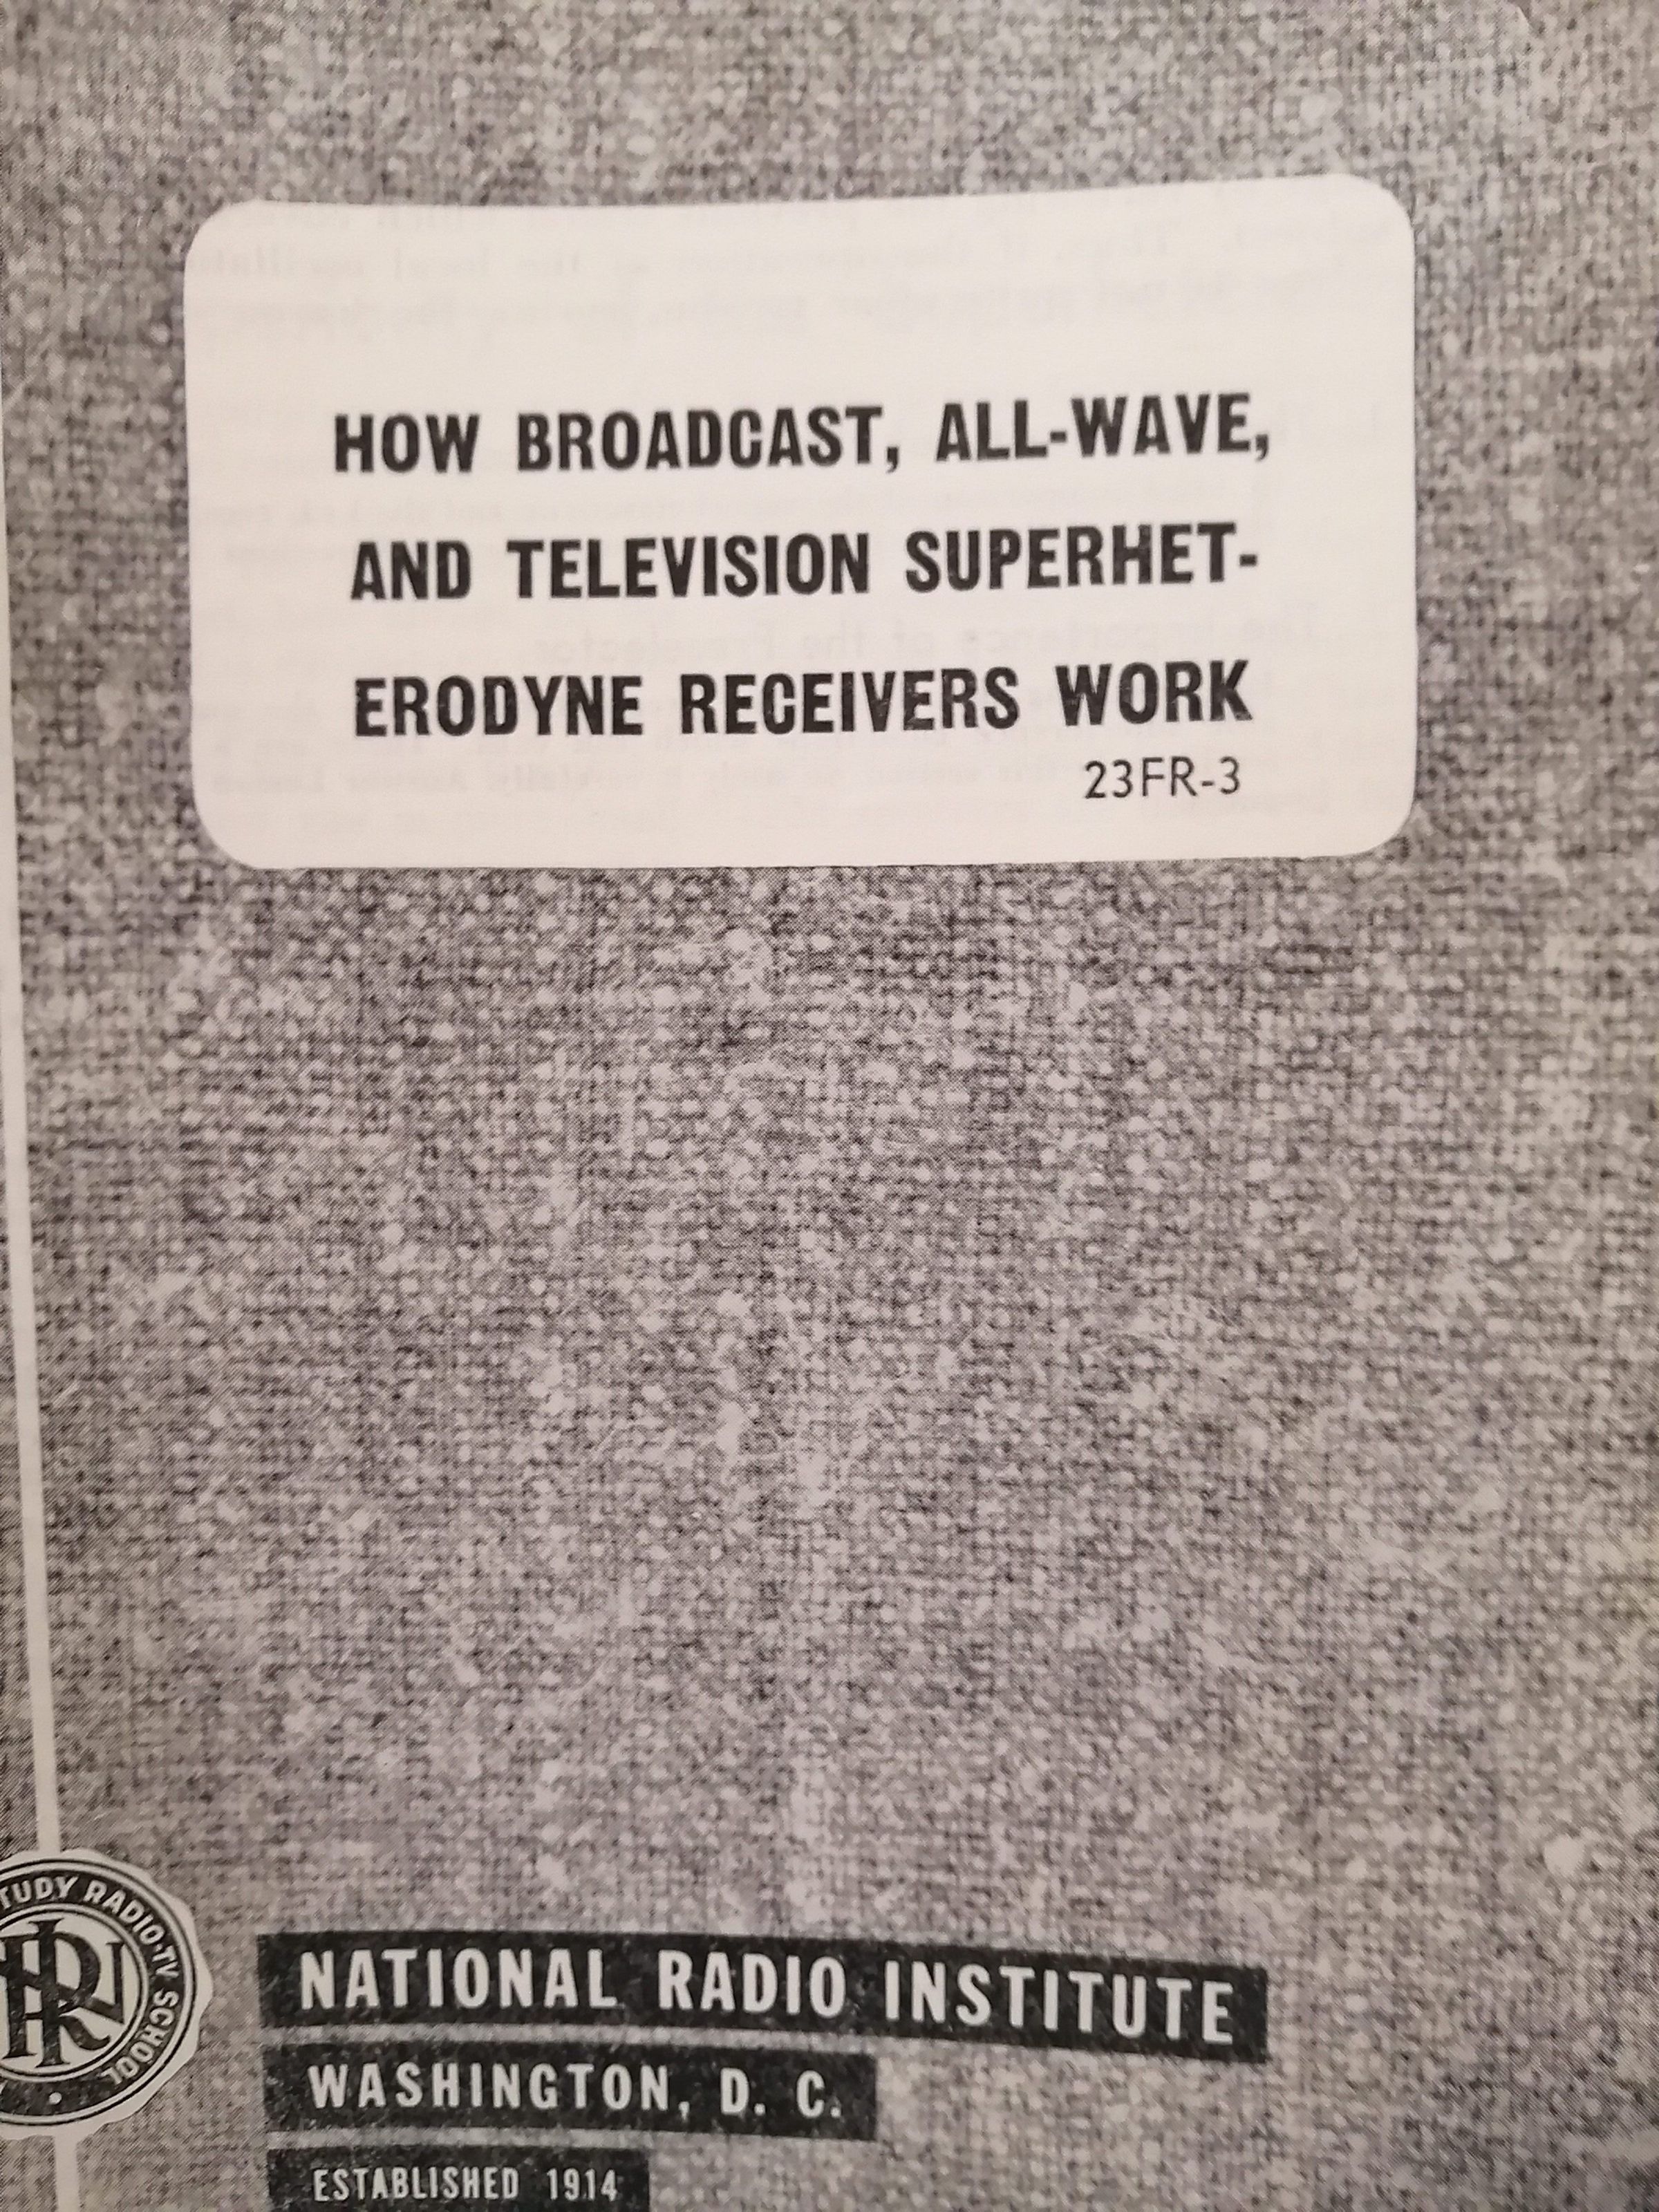 HOW BROADCAST, ALL-WAVE,
AND TELEVISION SUPERHET-
ERODYNE RECEIVERS WORK
23FR-3
TUDY RADIO-TV SCHOOL
NRI
NATIONAL RADIO INSTITUTE
WASHINGTON, D. C.
ESTABLISHED 1914